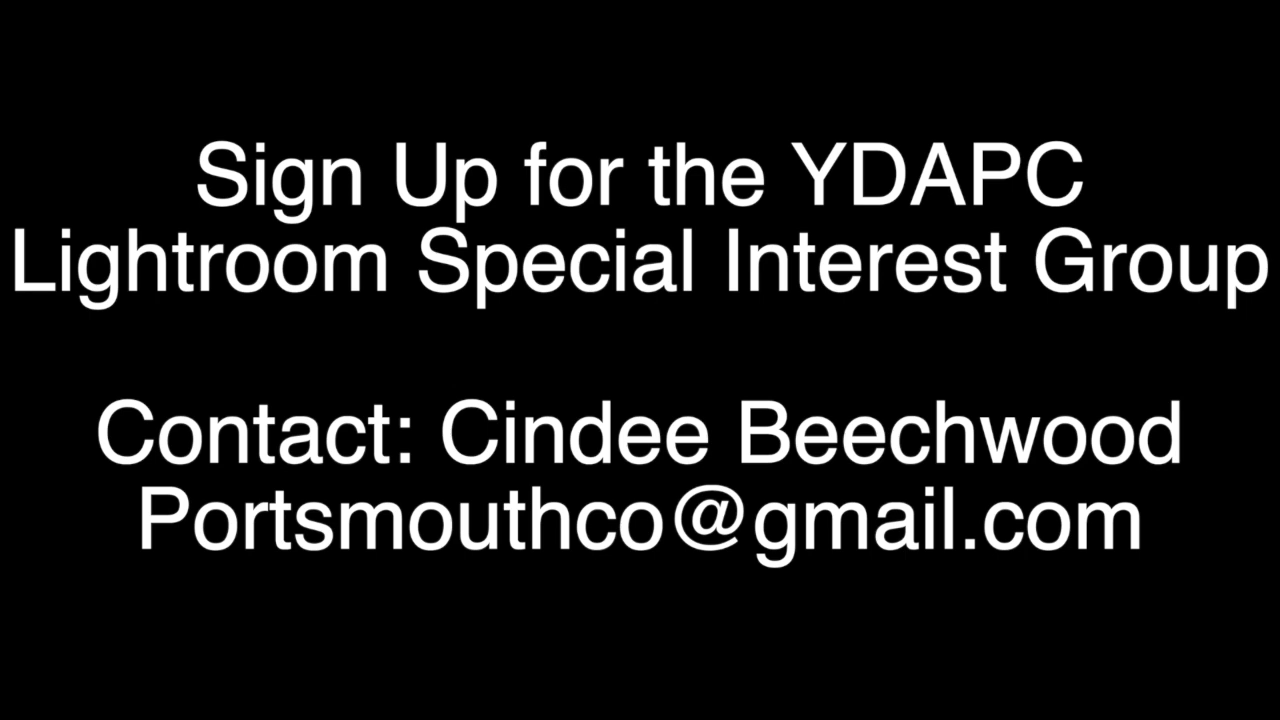 Sign Up for the YDAPC
Lightroom Special Interest Group
Contact: Cindee Beechwood
Portsmouthco@gmail.com